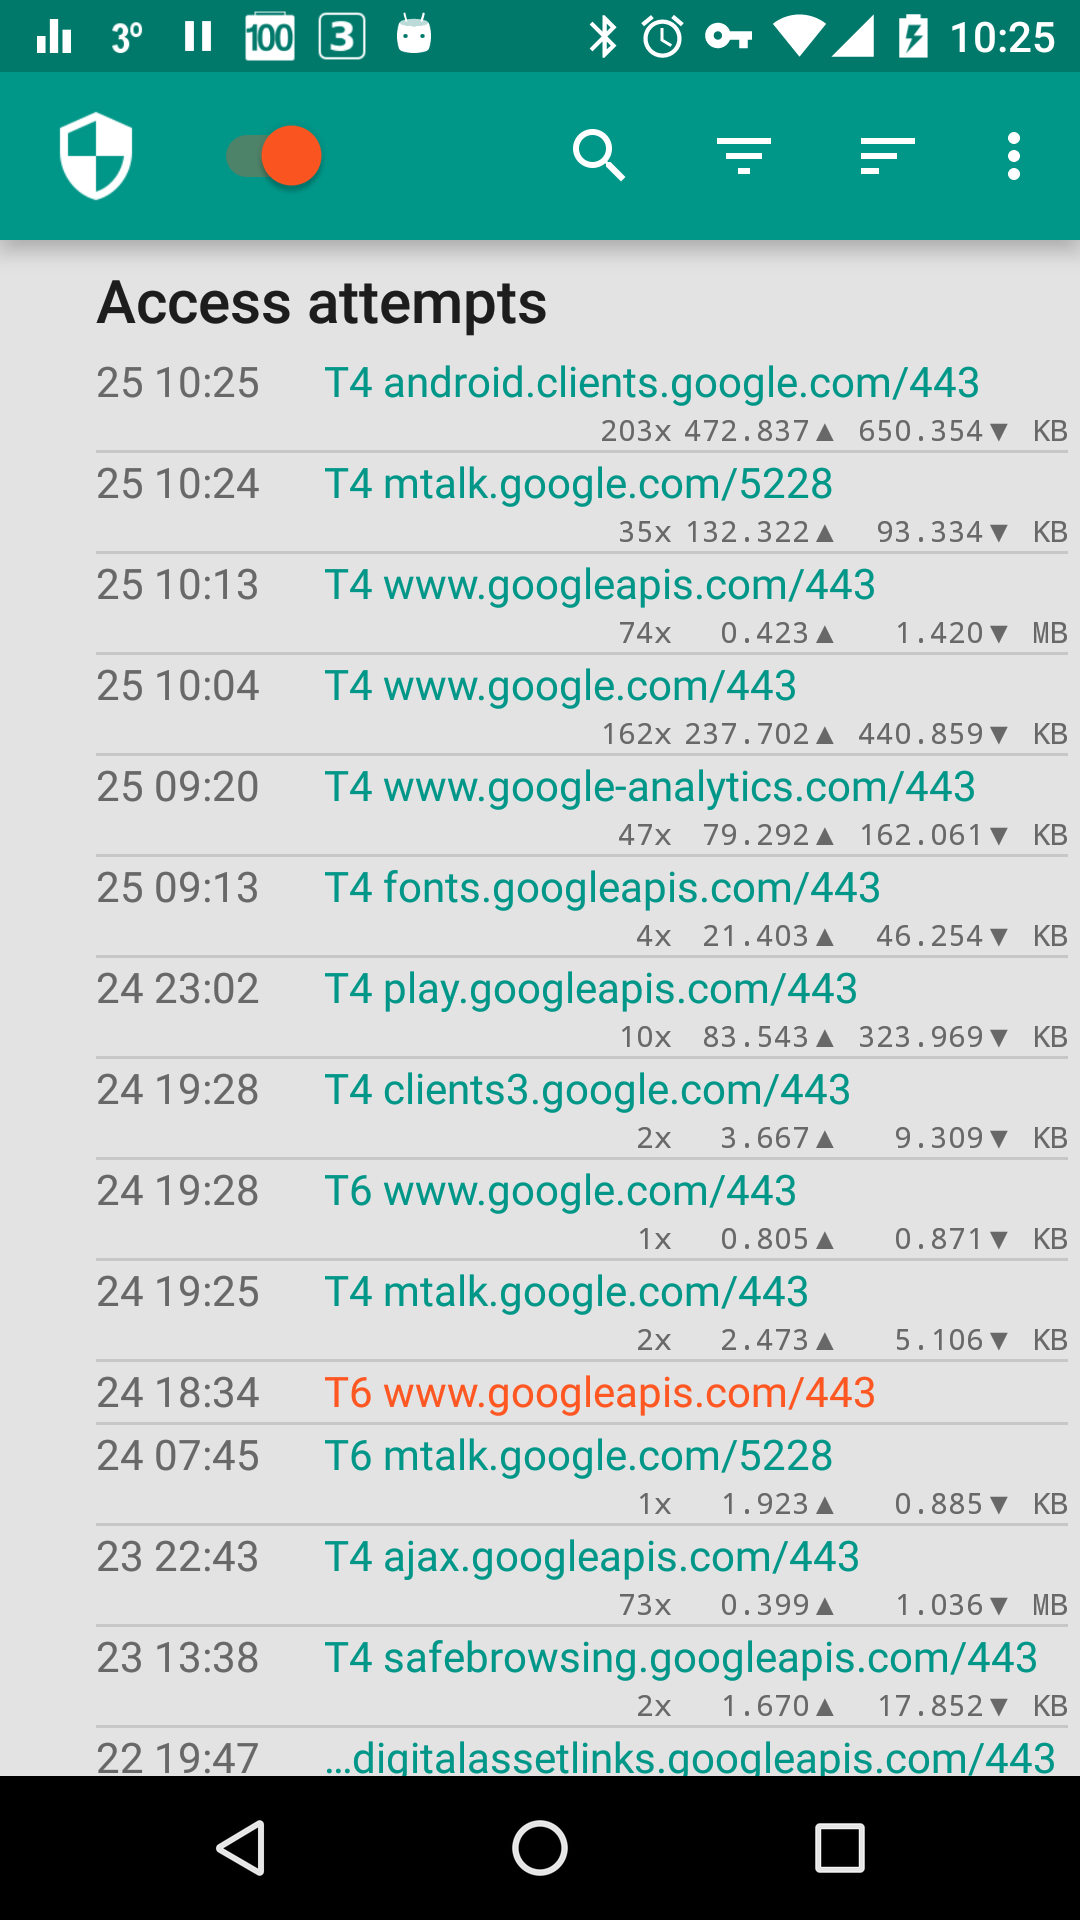 3º 100 3 10:25
Access attempts
25 10:25 T4 android.clients.google.com/443
203x 472.837▲ 650.354▼ KB
25 10:24 T4 mtalk.google.com/5228
35x 132.322▲ 93.334▼ KB
25 10:13 T4 www.googleapis.com/443
74x 0.423▲ 1.420▼ MB
25 10:04 T4 www.google.com/443
162x 237.702▲ 440.859▼ KB
25 09:20 T4 www.google-analytics.com/443
47x 79.292▲ 162.061▼ KB
25 09:13 T4 fonts.googleapis.com/443
4x 21.403▲ 46.254▼ KB
24 23:02 T4 play.googleapis.com/443
10x 83.543▲ 323.969▼ KB
24 19:28 T4 clients3.google.com/443
2x 3.667▲ 9.309▼ KB
24 19:28 T6 www.google.com/443
1x 0.805▲ 0.871▼ KB
24 19:25 T4 mtalk.google.com/443
2x 2.473▲ 5.106▼ KB
24 18:34 T6 www.googleapis.com/443
24 07:45 T6 mtalk.google.com/5228
1x 1.923▲ 0.885▼ KB
23 22:43 T4 ajax.googleapis.com/443
73x 0.399▲ 1.036▼ MB
23 13:38 T4 safebrowsing.googleapis.com/443
2x 1.670▲ 17.852▼ KB
22 19:47 …digitalassetlinks.googleapis.com/443